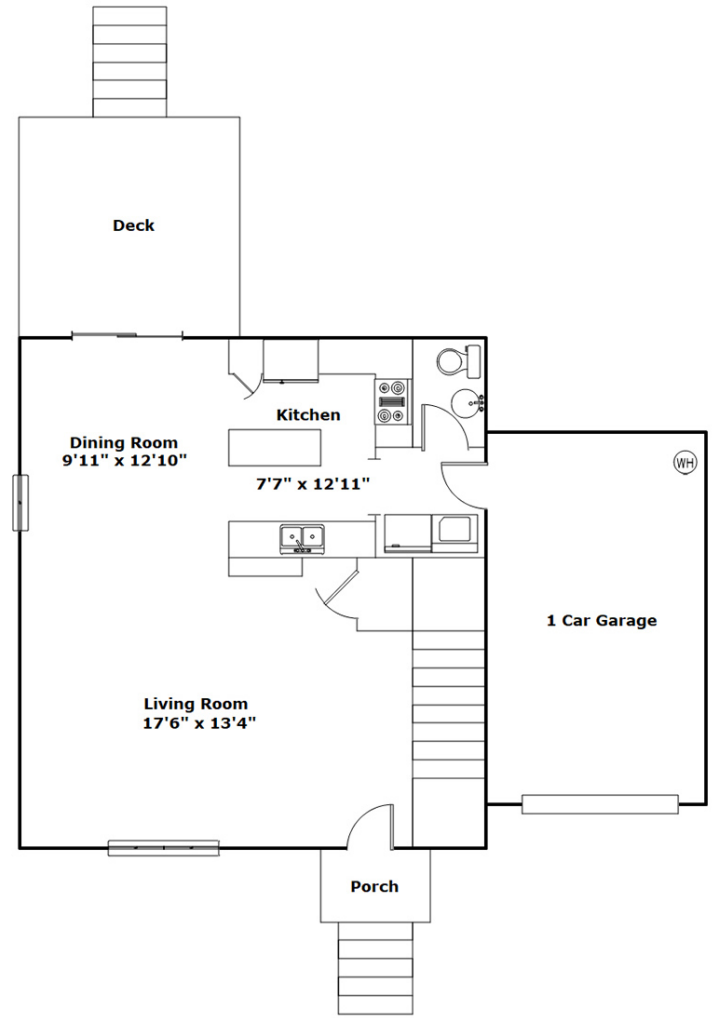 Deck
Kitchen
Dining Room
9'11" x 12'10"
WH
7'7" x 12'11"
1 Car Garage
Living Room
17'6" x 13'4"
Porch